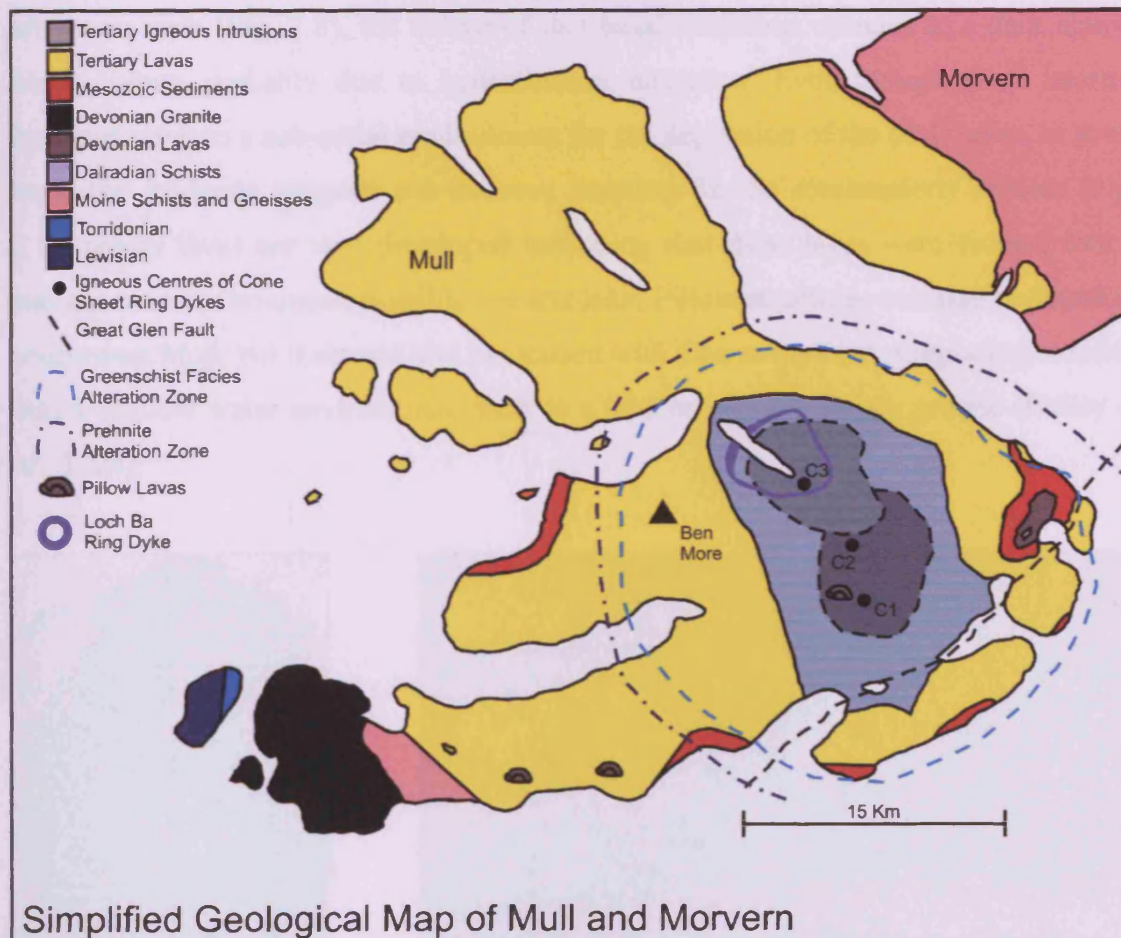 Tertiary Igneous Intrusions
Tertiary Lavas
Mesozoic Sediments
Devonian Granite
Devonian Lavas
Dalradian Schists
Moine Schists and Gneisses
Torridonian
Lewisian
Igneous Centres of Cone
Sheet Ring Dykes
Great Glen Fault
Greenschist Facies
Alteration Zone
Prehnite
Alteration Zone
Pillow Lavas
Loch Ba
Ring Dyke
Morvern
Mull
Ben
More
C3
C2
C1
15 Km
Simplified Geological Map of Mull and Morvern